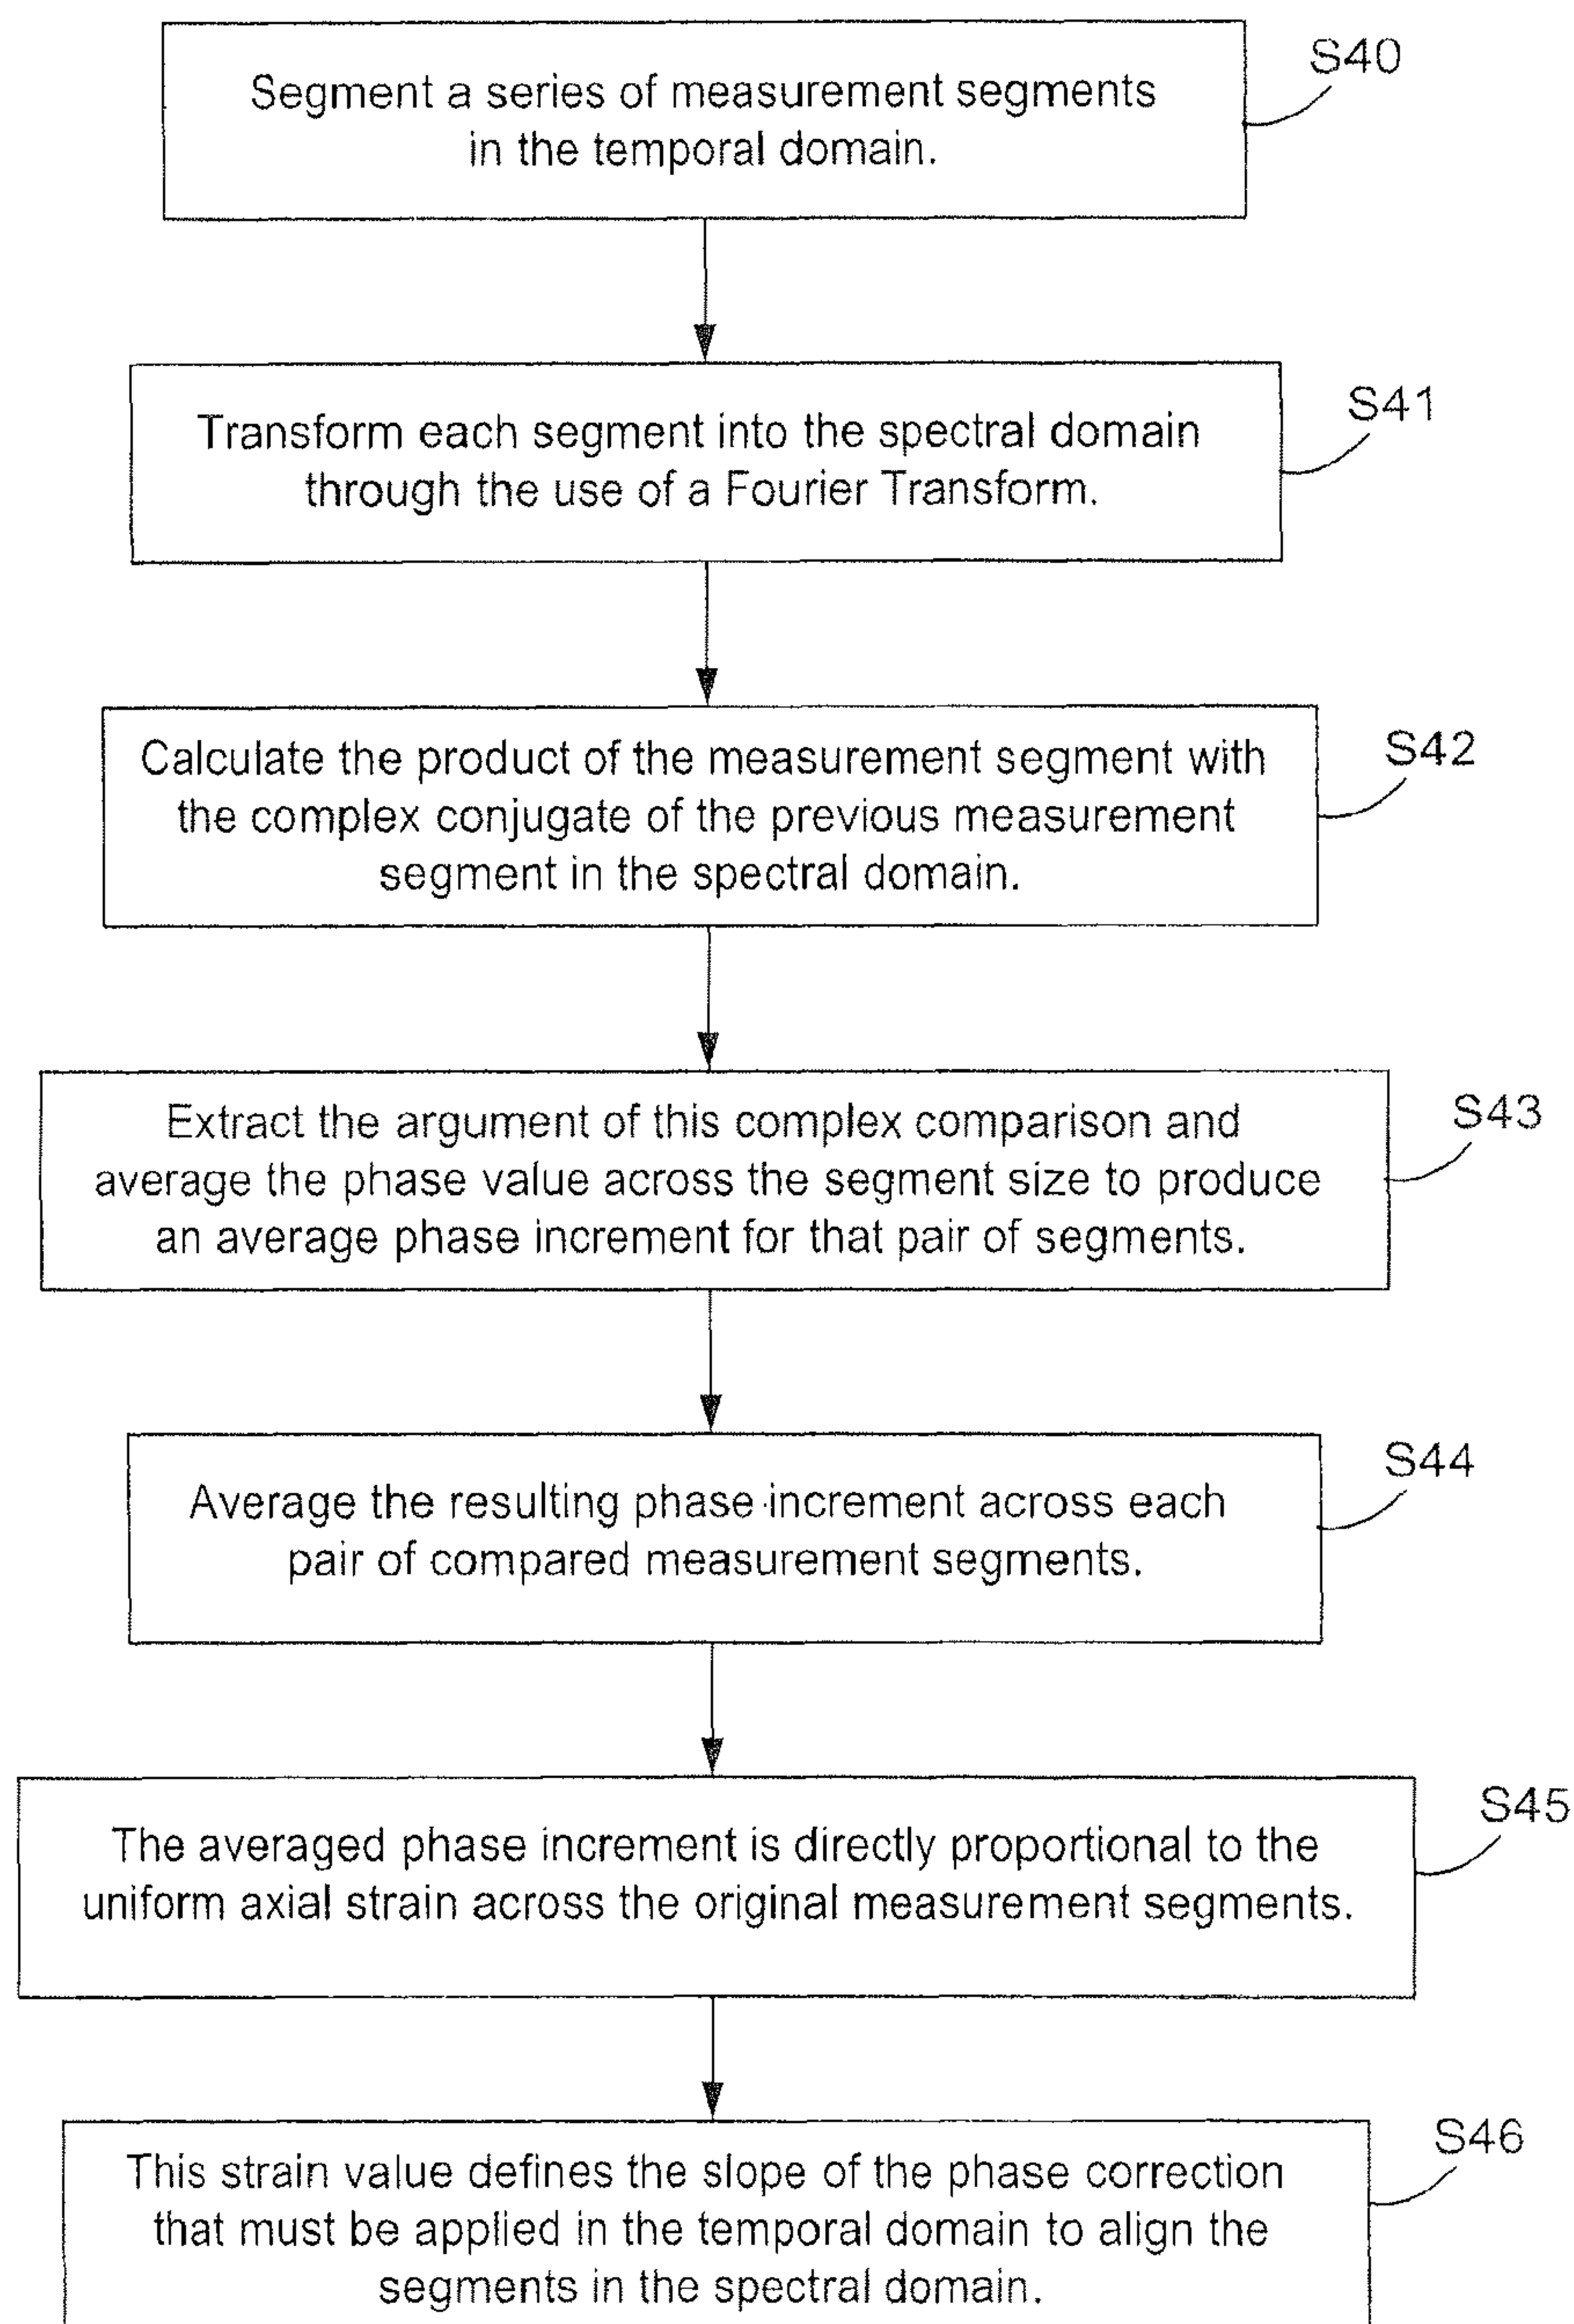 S40
Segment a series of measurement segments
in the temporal domain.
S41
Transform each segment into the spectral domain
through the use of a Fourier Transform.
S42
Calculate the product of the measurement segment with
the complex conjugate of the previous measurement
segment in the spectral domain.
S43
Extract the argument of this complex comparison and
average the phase value across the segment size to produce
an average phase increment for that pair of segments.
S44
Average the resulting phase increment across each
pair of compared measurement segments.
S45
The averaged phase increment is directly proportional to the
uniform axial strain across the original measurement segments.
S46
This strain value defines the slope of the phase correction
that must be applied in the temporal domain to align the
segments in the spectral domain.